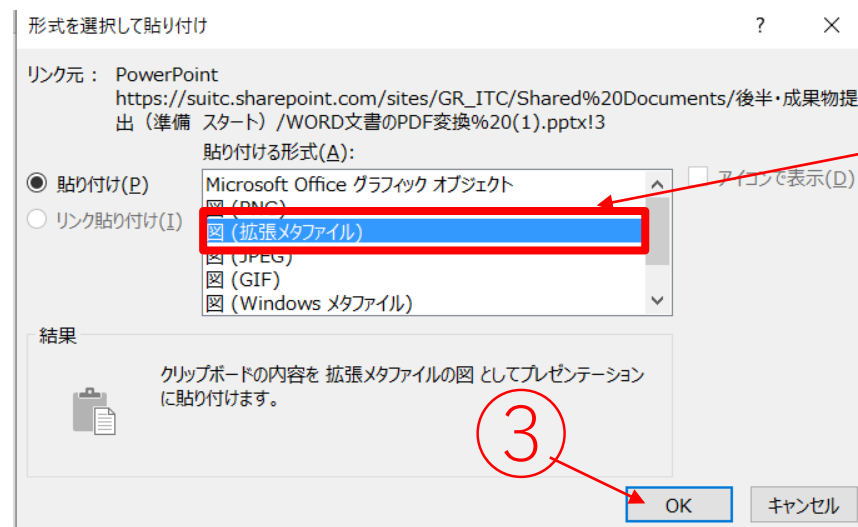 形式を選択して貼り付け ? ×
リンク元： PowerPoint
https://suitc.sharepoint.com/sites/GR_ITC/Shared%20Documents/後半・成果物提
出（準備 スタート）/WORD文書のPDF変換%20(1).pptx!3
貼り付ける形式(A):
貼り付け(P)
リンク貼り付け(I)
Microsoft Office グラフィック オブジェクト
図 (PNG)
図 (拡張メタファイル)
図 (JPEG)
図 (GIF)
図 (Windows メタファイル)
アイコンで表示(D)
結果
クリップボードの内容を 拡張メタファイルの図 としてプレゼンテーション
に貼り付けます。
③
OK キャンセル